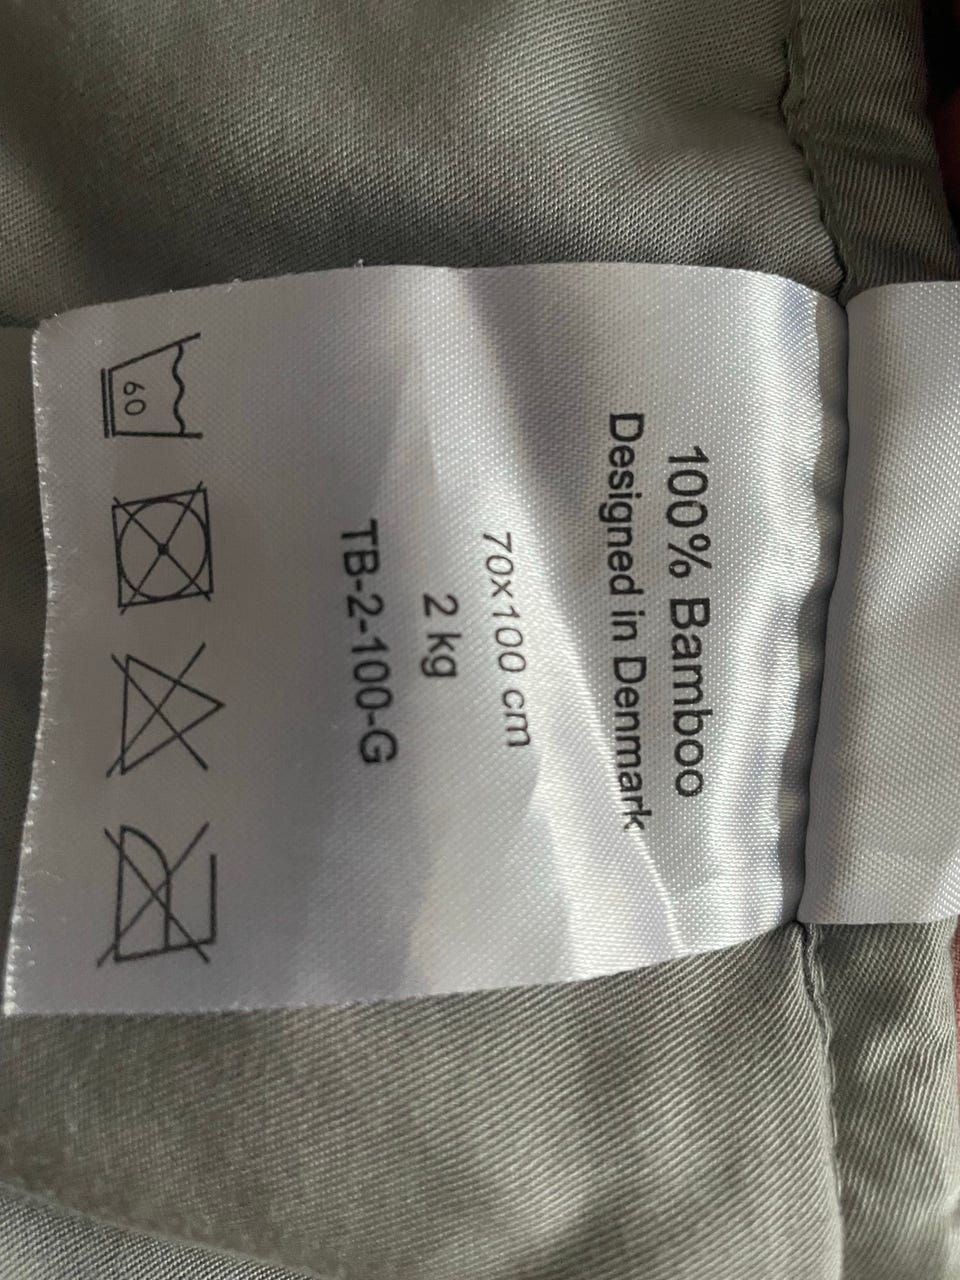 100% Bamboo
Designed in Denmark
70x100 cm
2 kg
TB-2-100-G
60